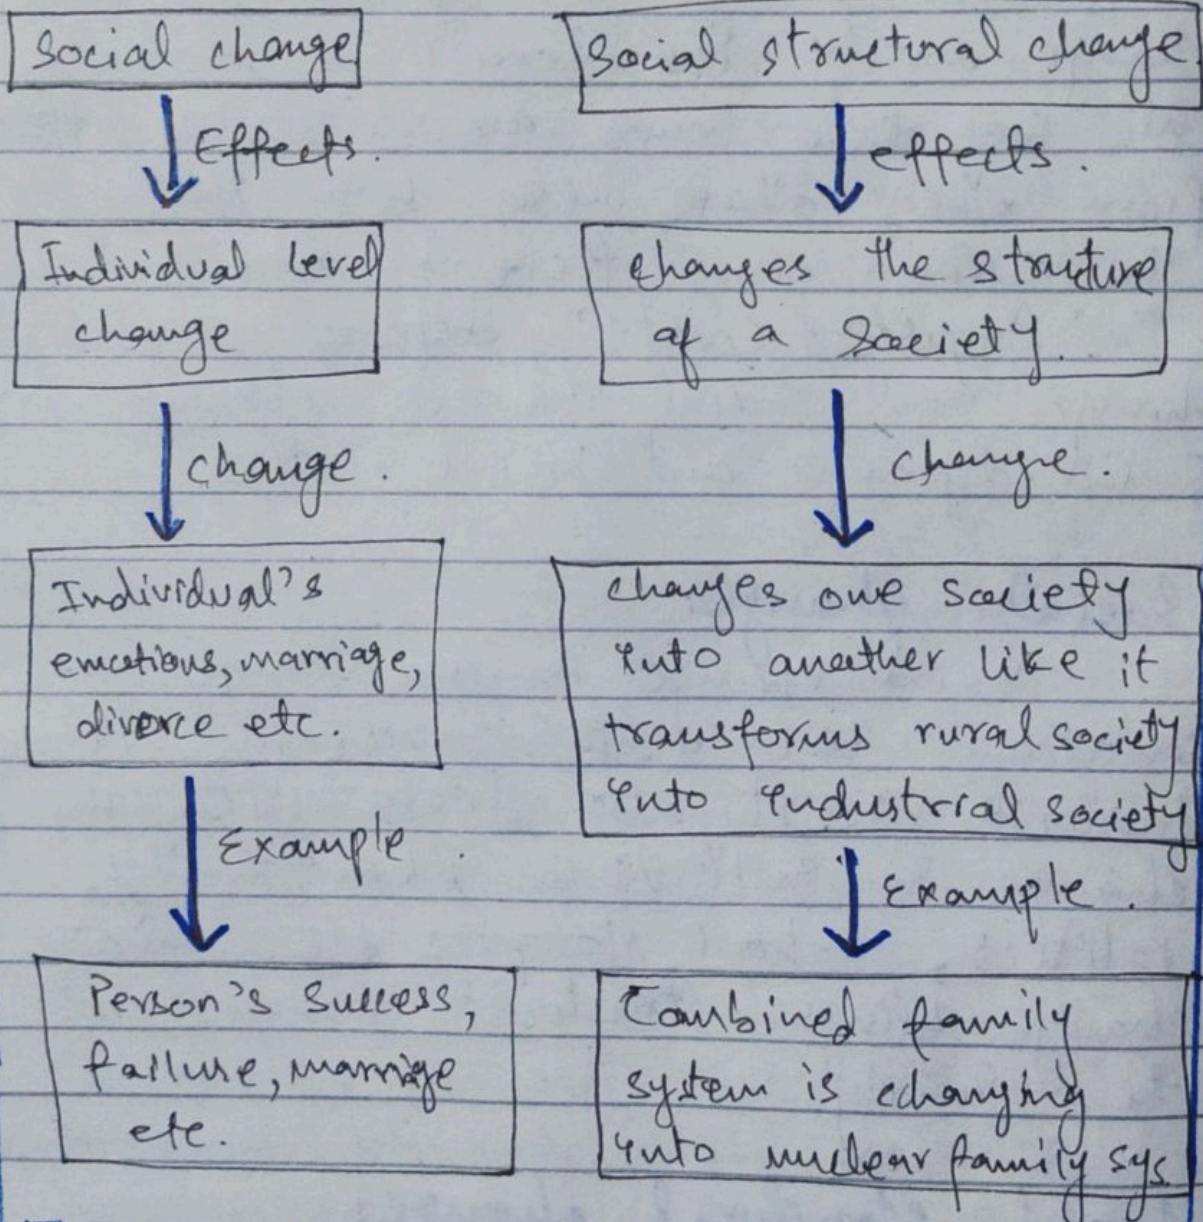 Social change
Effects.
Individual level
change
change.
Individual's
emotions, marriage,
divorce etc.
Example
Person's success,
failure, marrige
etc.
Social structural change
effects.
changes the structure
of a society.
change.
changes one society
into another like it
transforms rural society
into industrial society
Example.
Combined family
system is changing
into nuclear family sys.